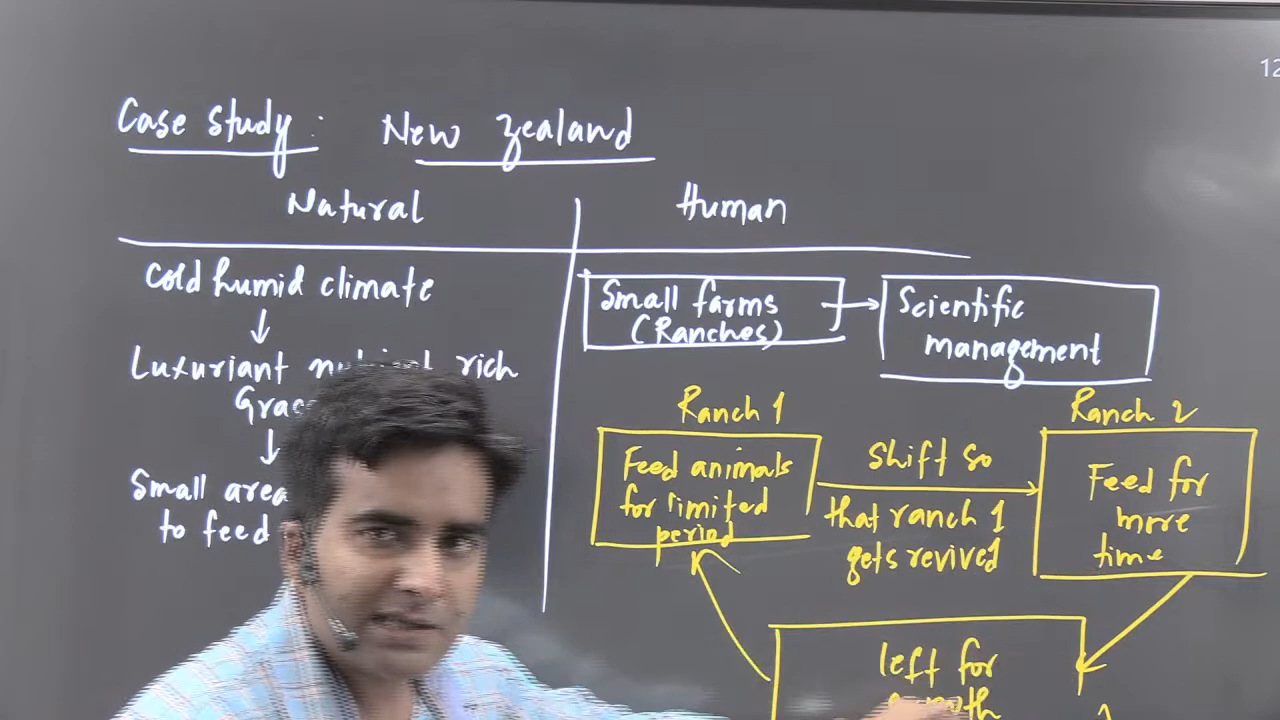 12
Case study : New Zealand
Natural
Human
Cold humid climate
↓
Luxuriant rich
↓
Small area
to feed
Small farms
(Ranches)
→
Scientific
management
Ranch 1
Feed animals
for limited
period
Shift so
that ranch 1
gets revived
Ranch 2
Feed for
more
time
left for